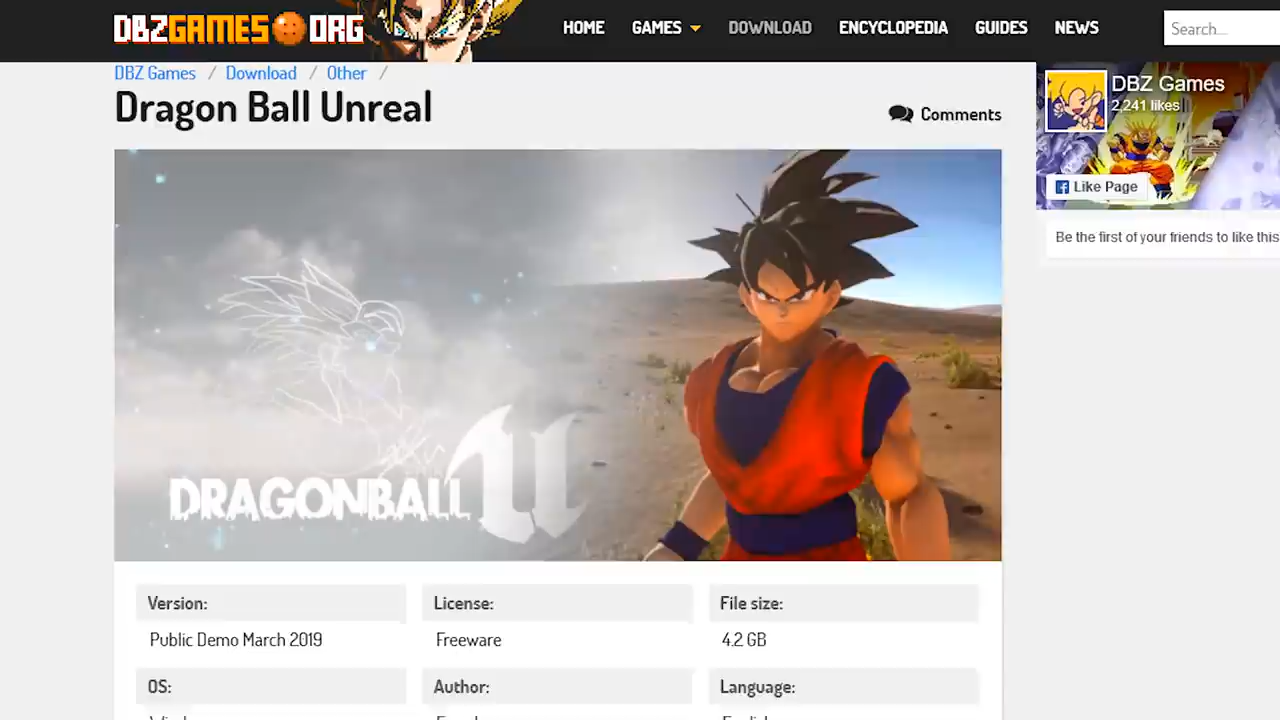 DBZGAMES ORG
HOME GAMES DOWNLOAD ENCYCLOPEDIA GUIDES NEWS
Search...
DBZ Games / Download / Other /
Dragon Ball Unreal
Comments
DBZ Games
2,241 likes
Like Page
Be the first of your friends to like this
DRAGONBALL U
Version: License: File size:
Public Demo March 2019 Freeware 4.2 GB
OS: Author: Language: